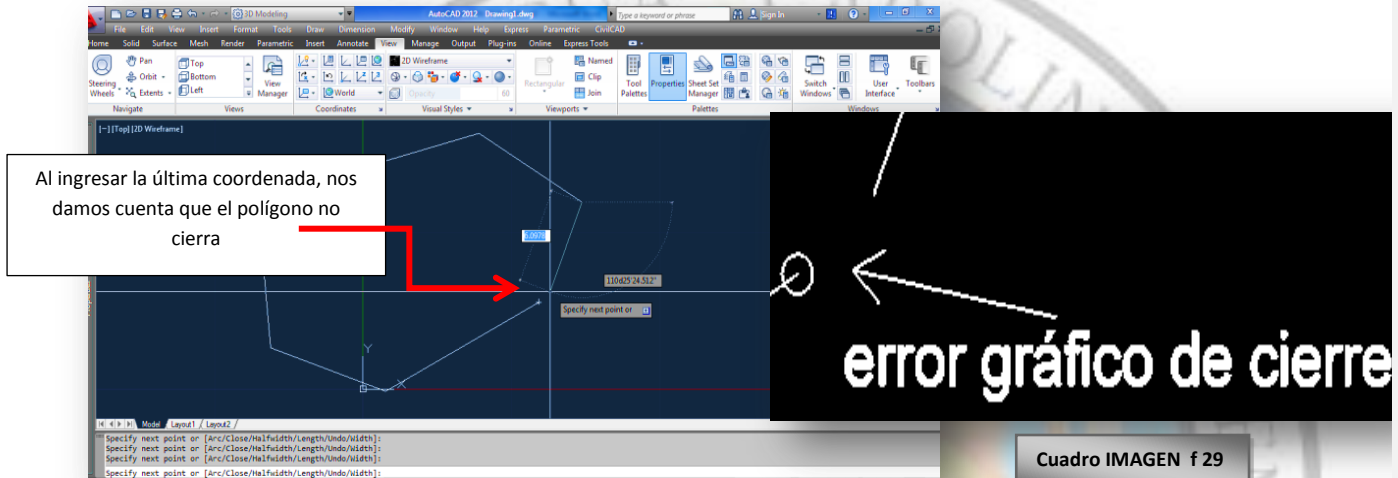 3D Modeling
AutoCAD 2012 Drawing1.dwg
Type a keyword or phrase
Sign In
File Edit View Insert Format Tools Draw Dimension Modify Window Help Express Parametric CivilCAD
Home Solid Surface Mesh Render Parametric Insert Annotate View Manage Output Plug-ins Online Express Tools
Steering Wheels
Pan
Orbit
Extents
Top
Bottom
Left
View Manager
World
2D Wireframe
Opacity 60
Rectangular
Named
Clip
Join
Tool Palettes
Properties
Sheet Set Manager
Switch Windows
User Interface
Toolbars
Navigate
Views
Coordinates
Visual Styles
Viewports
Palettes
Windows
[-][Top][2D Wireframe]
Al ingresar la última coordenada, nos
damos cuenta que el polígono no
cierra
5.0978
110d25'24.512"
Specify next point or
Y
X
error gráfico de cierre
Model Layout1 Layout2
Specify next point or [Arc/Close/Halfwidth/Length/Undo/Width]:
Specify next point or [Arc/Close/Halfwidth/Length/Undo/Width]:
Specify next point or [Arc/Close/Halfwidth/Length/Undo/Width]:
Specify next point or [Arc/Close/Halfwidth/Length/Undo/Width]:
Cuadro IMAGEN f 29